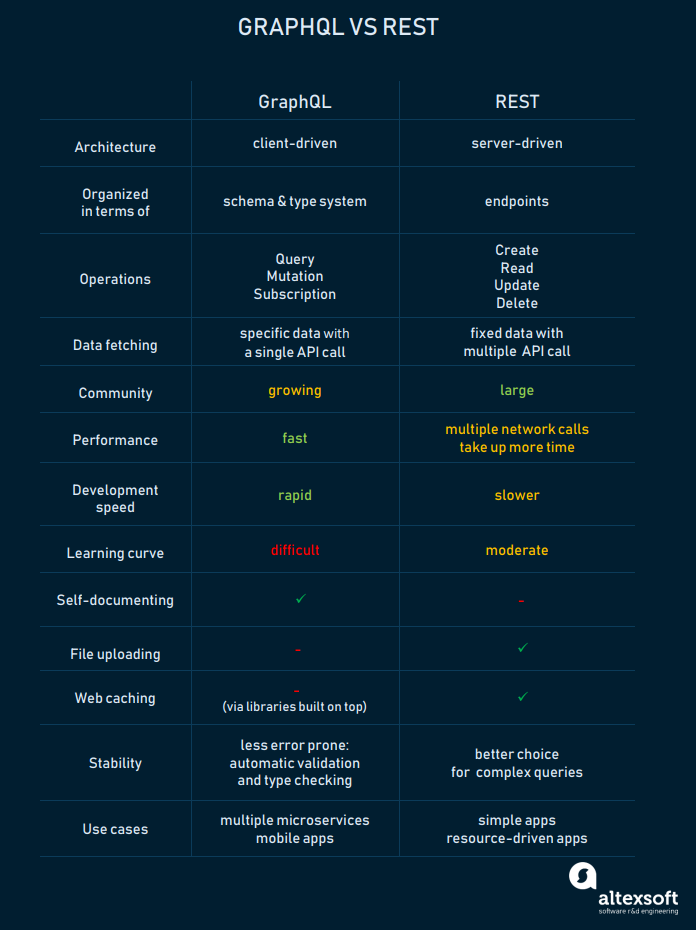 GRAPHQL VS REST
GraphQL
REST
Architecture
client-driven
server-driven
Organized
in terms of
schema & type system
endpoints
Operations
Query
Mutation
Subscription
Create
Read
Update
Delete
Data fetching
specific data with
a single API call
fixed data with
multiple API call
Community
growing
large
Performance
fast
multiple network calls
take up more time
Development
speed
rapid
slower
Learning curve
difficult
moderate
Self-documenting
✓
-
File uploading
-
✓
Web caching
-
(via libraries built on top)
✓
Stability
less error prone:
automatic validation
and type checking
better choice
for complex queries
Use cases
multiple microservices
mobile apps
simple apps
resource-driven apps
altexsoft
software r&d engineering